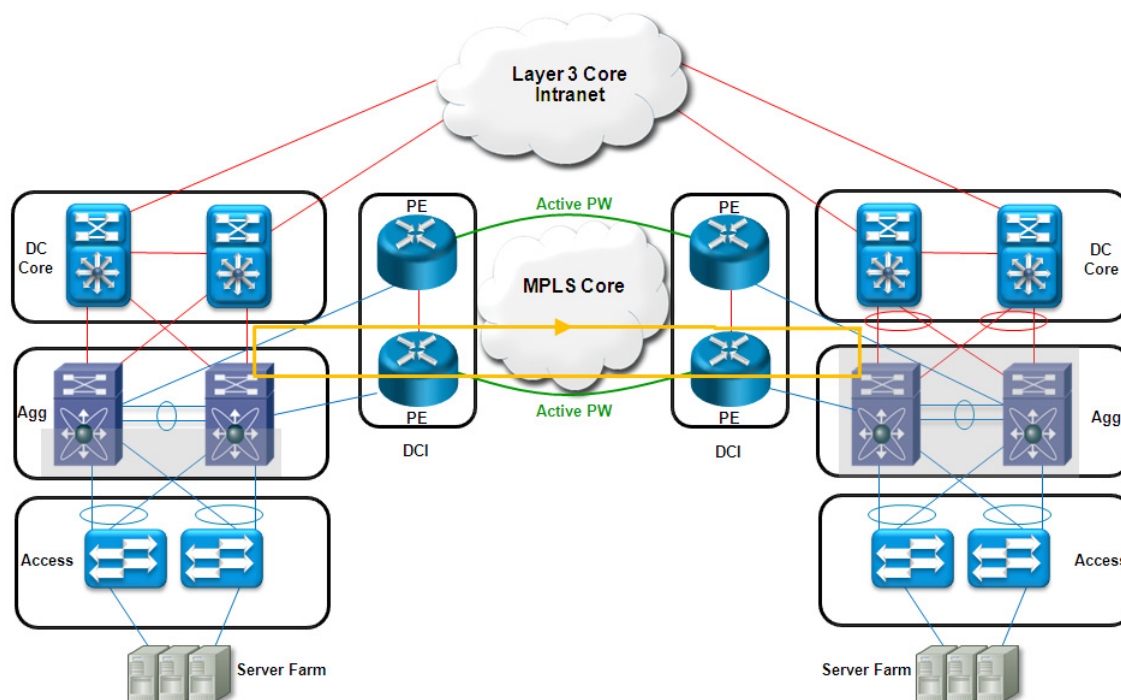 Layer 3 Core
Intranet
DC
Core
PE
Active PW
PE
DC
Core
MPLS Core
Agg
PE
Active PW
PE
Agg
DCI
DCI
Access
Access
Server Farm
Server Farm